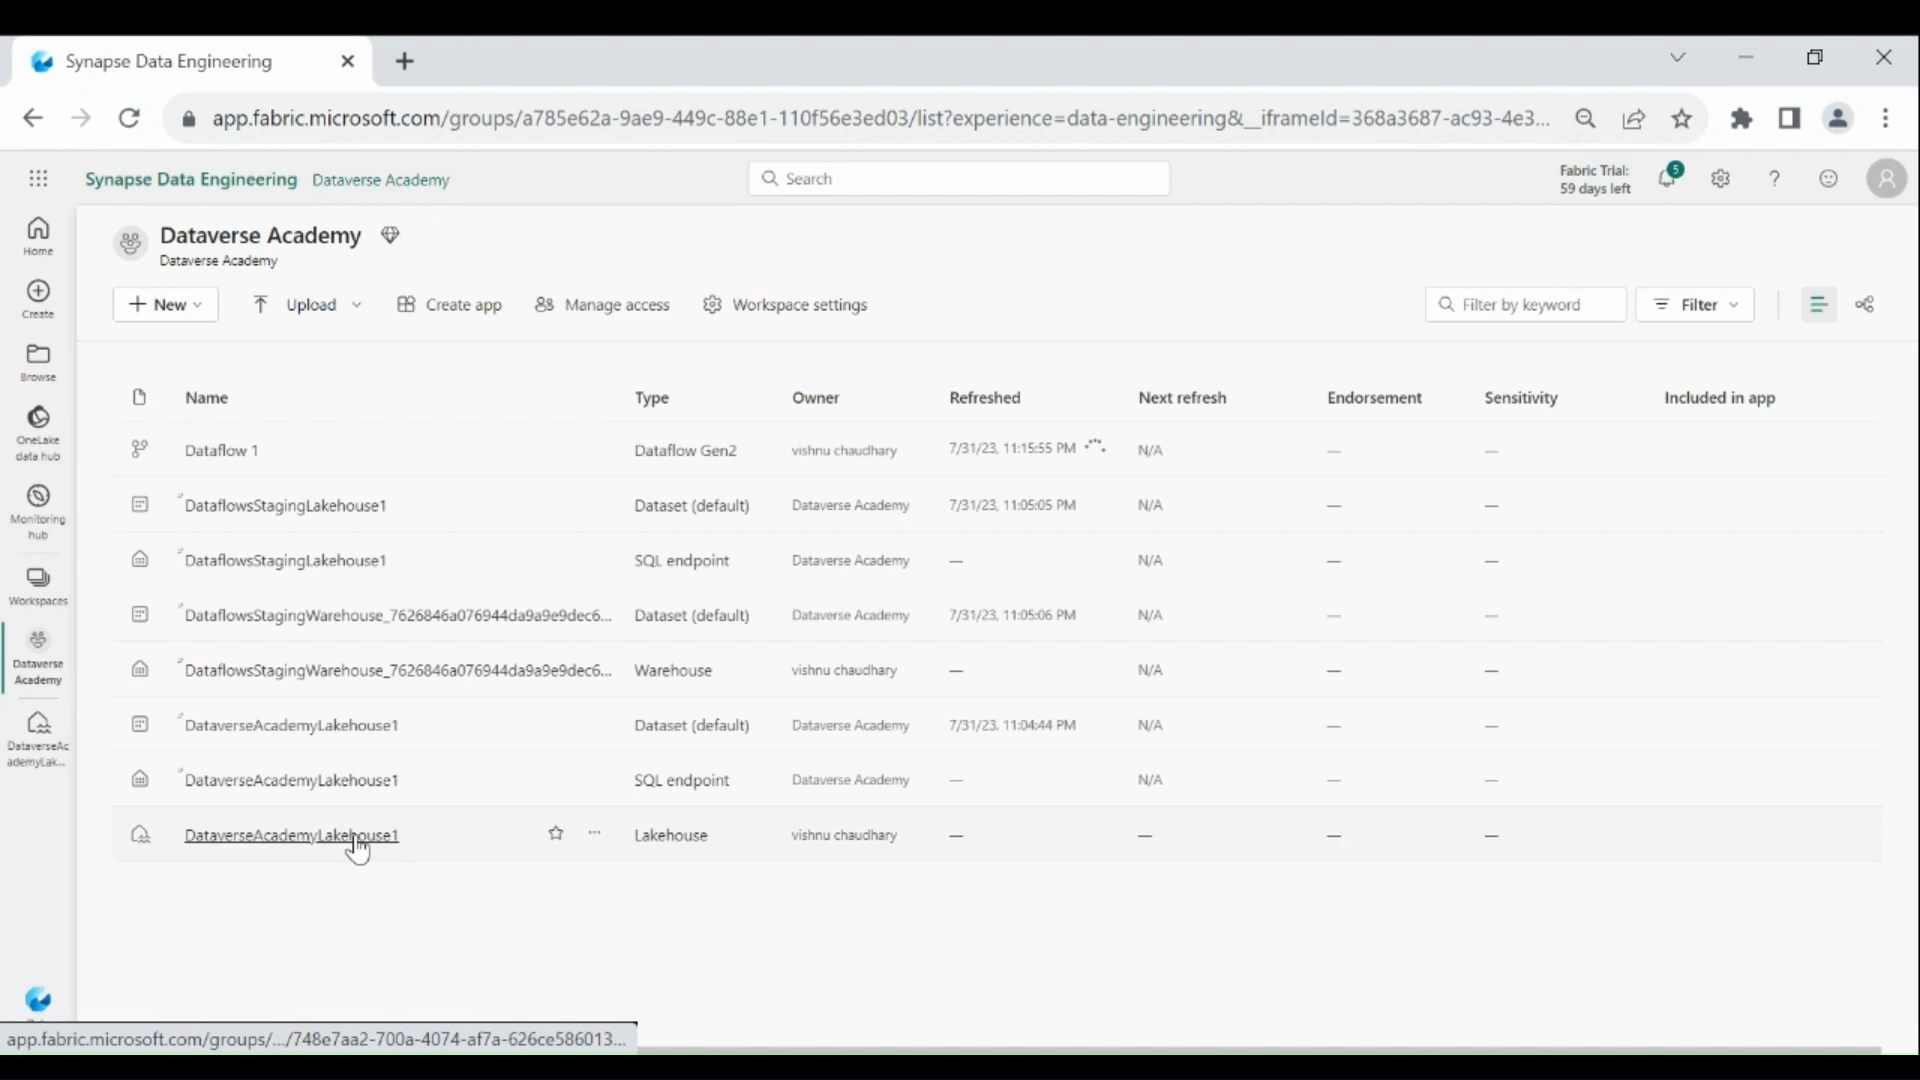 Synapse Data Engineering
app.fabric.microsoft.com/groups/a785e62a-9ae9-449c-88e1-110f56e3ed03/list?experience=data-engineering&__iframeId=368a3687-ac93-4e3...
Synapse Data Engineering Dataverse Academy
Search
Fabric Trial:
59 days left
5
?
Home
Create
Browse
OneLake
data hub
Monitoring
hub
Workspaces
Dataverse
Academy
DataverseAc
ademyLak...
Dataverse Academy
Dataverse Academy
New Upload Create app Manage access Workspace settings Filter by keyword Filter
Name Type Owner Refreshed Next refresh Endorsement Sensitivity Included in app
Dataflow 1 Dataflow Gen2 vishnu chaudhary 7/31/23, 11:15:55 PM N/A — —
DataflowsStagingLakehouse1 Dataset (default) Dataverse Academy 7/31/23, 11:05:05 PM N/A — —
DataflowsStagingLakehouse1 SQL endpoint Dataverse Academy — N/A — —
DataflowsStagingWarehouse_7626846a076944da9a9e9dec6... Dataset (default) Dataverse Academy 7/31/23, 11:05:06 PM N/A — —
DataflowsStagingWarehouse_7626846a076944da9a9e9dec6... Warehouse vishnu chaudhary — N/A — —
DataverseAcademyLakehouse1 Dataset (default) Dataverse Academy 7/31/23, 11:04:44 PM N/A — —
DataverseAcademyLakehouse1 SQL endpoint Dataverse Academy — N/A — —
DataverseAcademyLakehouse1 ... Lakehouse vishnu chaudhary — — — —
app.fabric.microsoft.com/groups/.../748e7aa2-700a-4074-af7a-626ce586013...